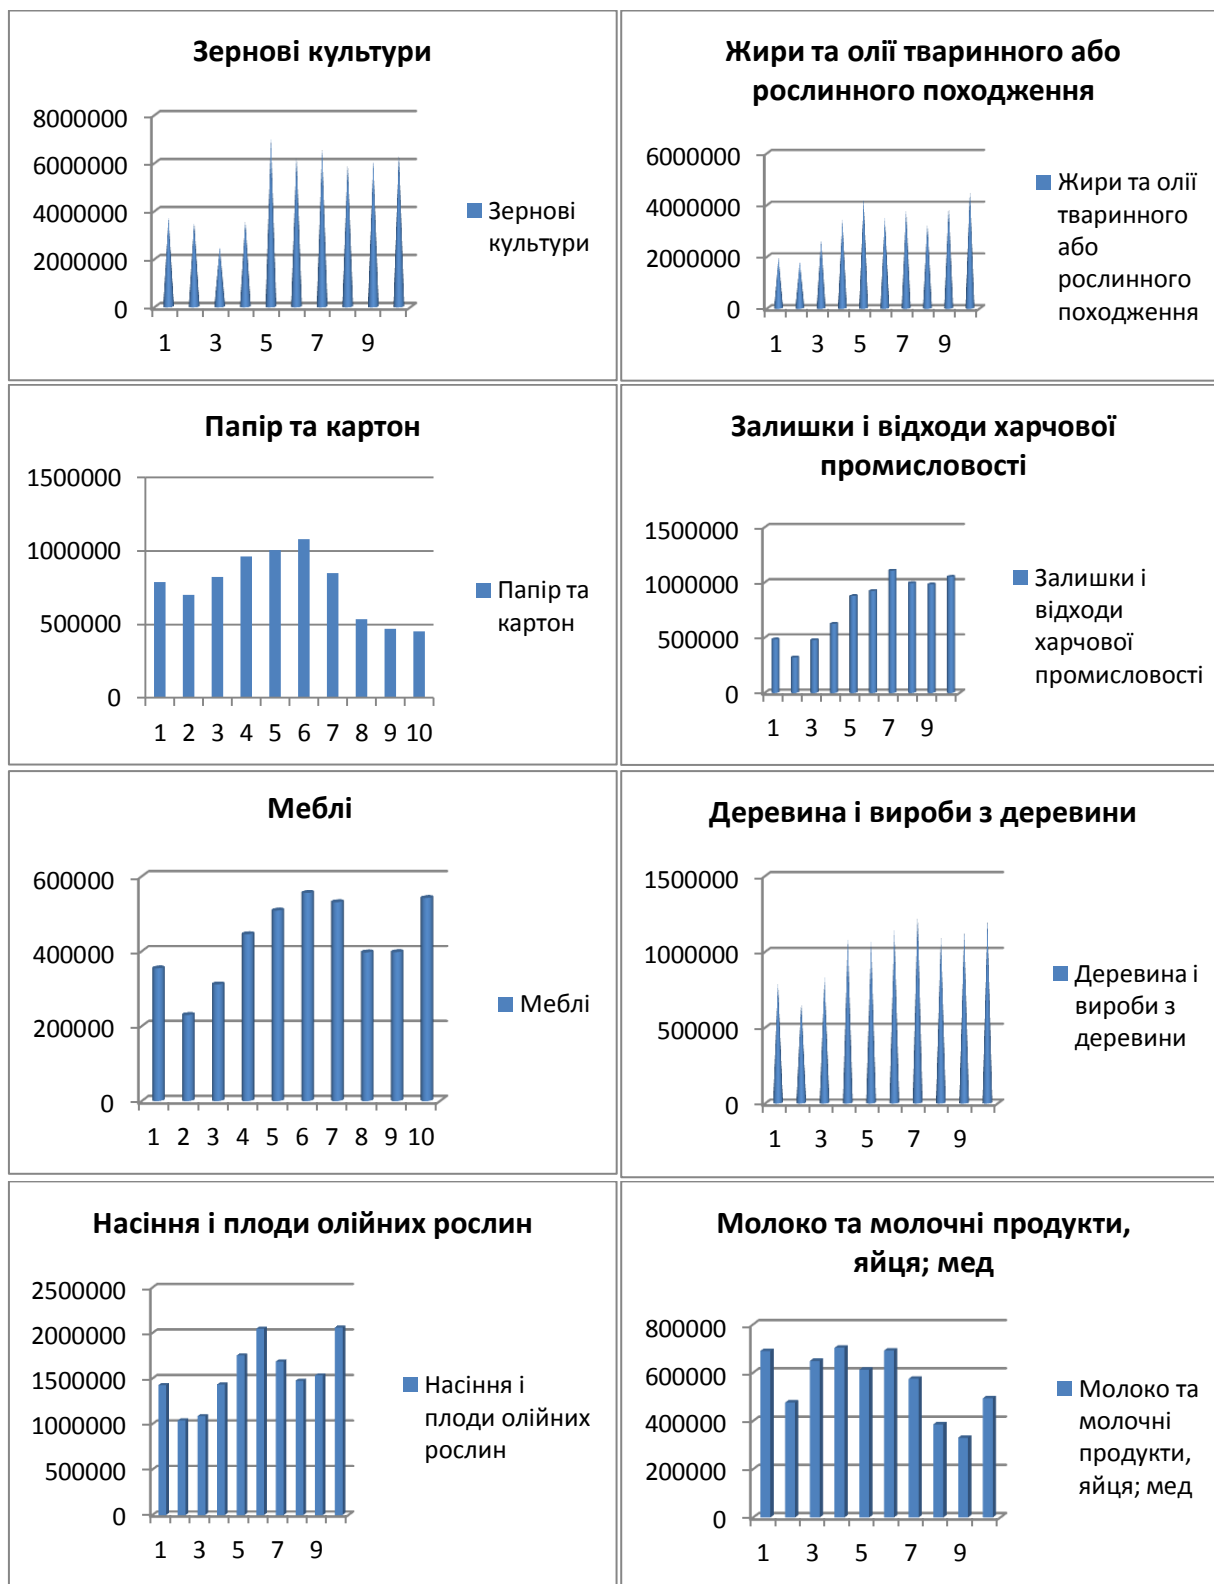 Зернові культури
8000000
6000000
4000000
2000000
0
1 3 5 7 9
Зернові
культури
Жири та олії тваринного або
рослинного походження
6000000
4000000
2000000
0
1 3 5 7 9
Жири та олії
тваринного
або
рослинного
походження
Папір та картон
1500000
1000000
500000
0
1 2 3 4 5 6 7 8 9 10
Папір та
картон
Залишки і відходи харчової
промисловості
1500000
1000000
500000
0
1 3 5 7 9
Залишки і
відходи
харчової
промисловості
Меблі
600000
400000
200000
0
1 2 3 4 5 6 7 8 9 10
Меблі
Деревина і вироби з деревини
1500000
1000000
500000
0
1 3 5 7 9
Деревина і
вироби з
деревини
Насіння і плоди олійних рослин
2500000
2000000
1500000
1000000
500000
0
1 3 5 7 9
Насіння і
плоди олійних
рослин
Молоко та молочні продукти,
яйця; мед
800000
600000
400000
200000
0
1 3 5 7 9
Молоко та
молочні
продукти,
яйця; мед